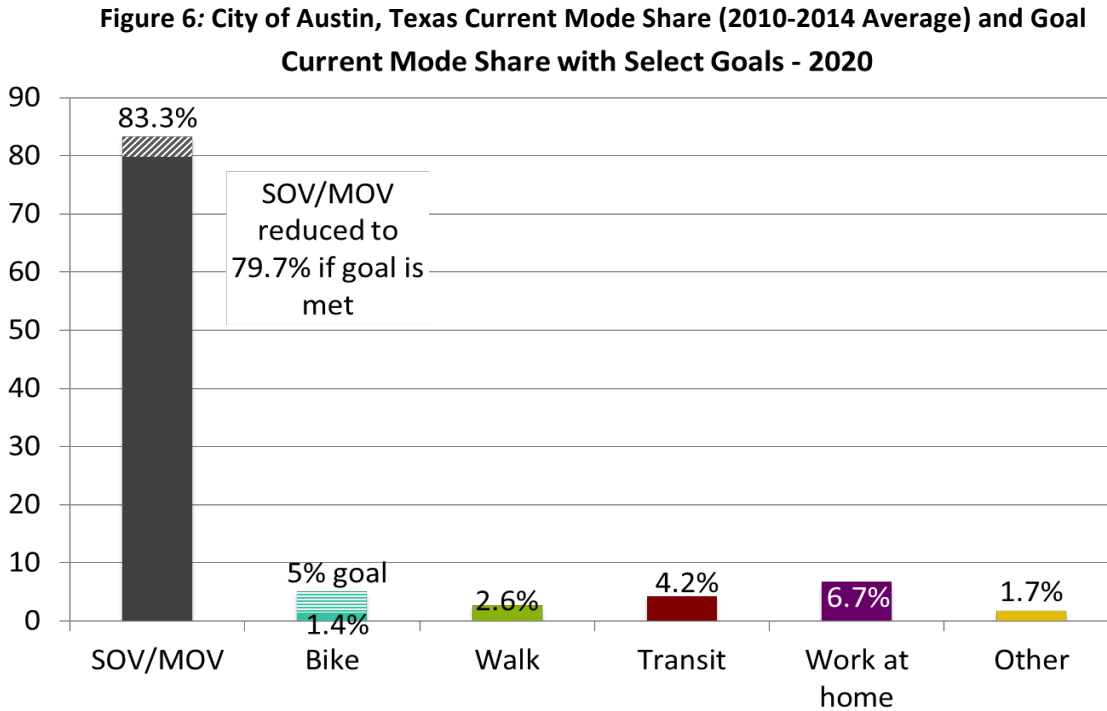 Figure 6: City of Austin, Texas Current Mode Share (2010-2014 Average) and Goal
Current Mode Share with Select Goals - 2020
90
80
70
60
50
40
30
20
10
0
83.3%
SOV/MOV
reduced to
79.7% if goal is
met
5% goal
1.4%
2.6%
4.2%
6.7%
1.7%
SOV/MOV
Bike
Walk
Transit
Work at
home
Other